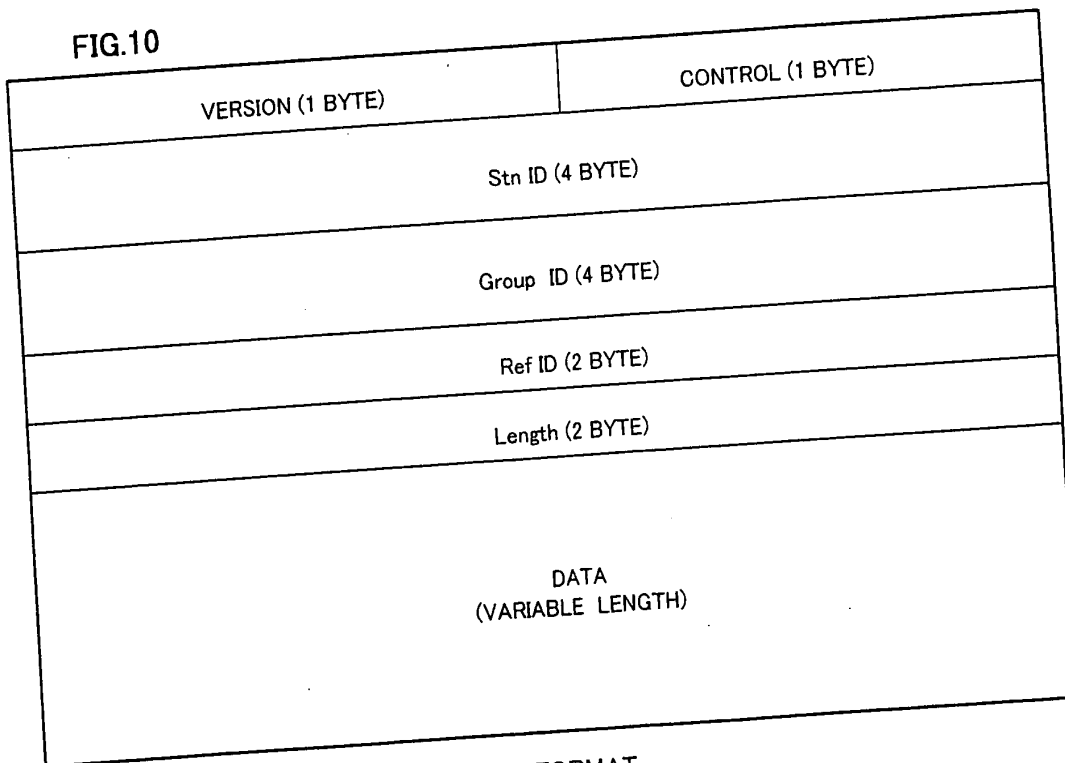 FIG.10
VERSION (1 BYTE) CONTROL (1 BYTE)
Stn ID (4 BYTE)
Group ID (4 BYTE)
Ref ID (2 BYTE)
Length (2 BYTE)
DATA
(VARIABLE LENGTH)
FORMAT